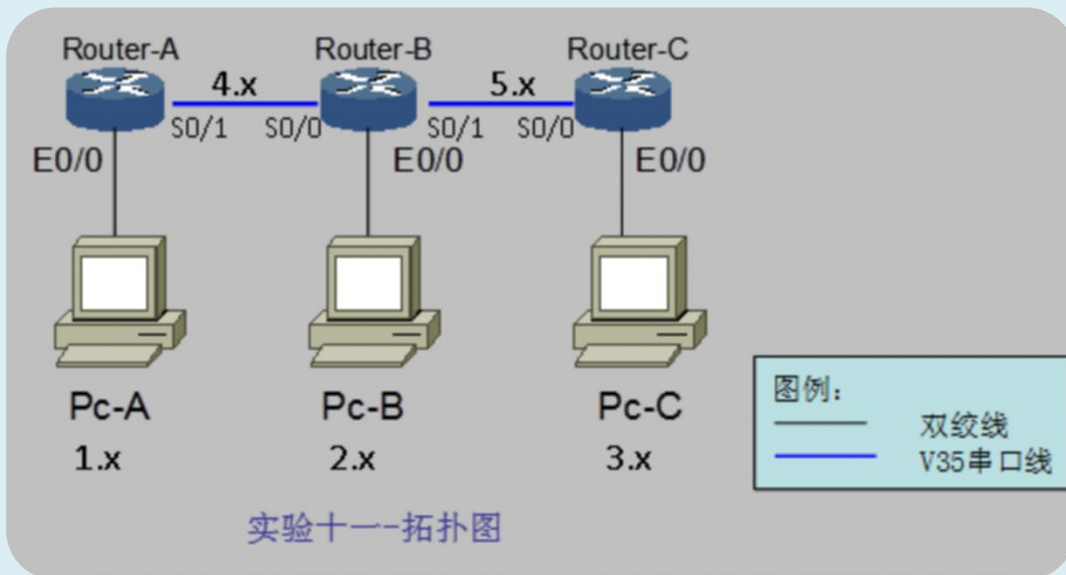 Router-A Router-B Router-C
4.x 5.x
S0/1 S0/0 S0/1 S0/0
E0/0 E0/0 E0/0
Pc-A Pc-B Pc-C
1.x 2.x 3.x
图例:
双绞线
V35串口线
实验十一-拓扑图